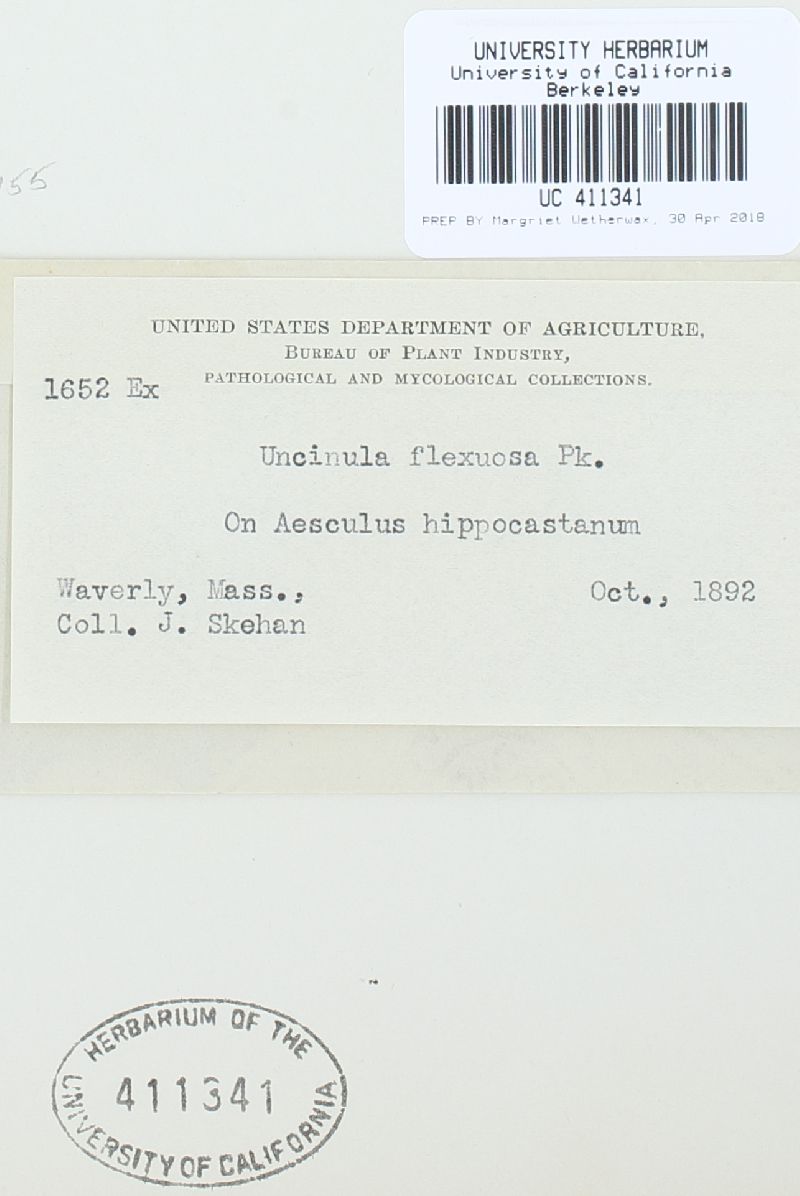 UNIVERSITY HERBARIUM
University of California
Berkeley
UC 411341
PREP BY Margriet Wetherwax, 30 Apr 2018
55
UNITED STATES DEPARTMENT OF AGRICULTURE,
BUREAU OF PLANT INDUSTRY,
PATHOLOGICAL AND MYCOLOGICAL COLLECTIONS.
1652 Ex
Uncinula flexuosa Pk.
On Aesculus hippocastanum
Waverly, Mass., Oct., 1892
Coll. J. Skehan
HERBARIUM OF THE
411341
UNIVERSITY OF CALIFORNIA